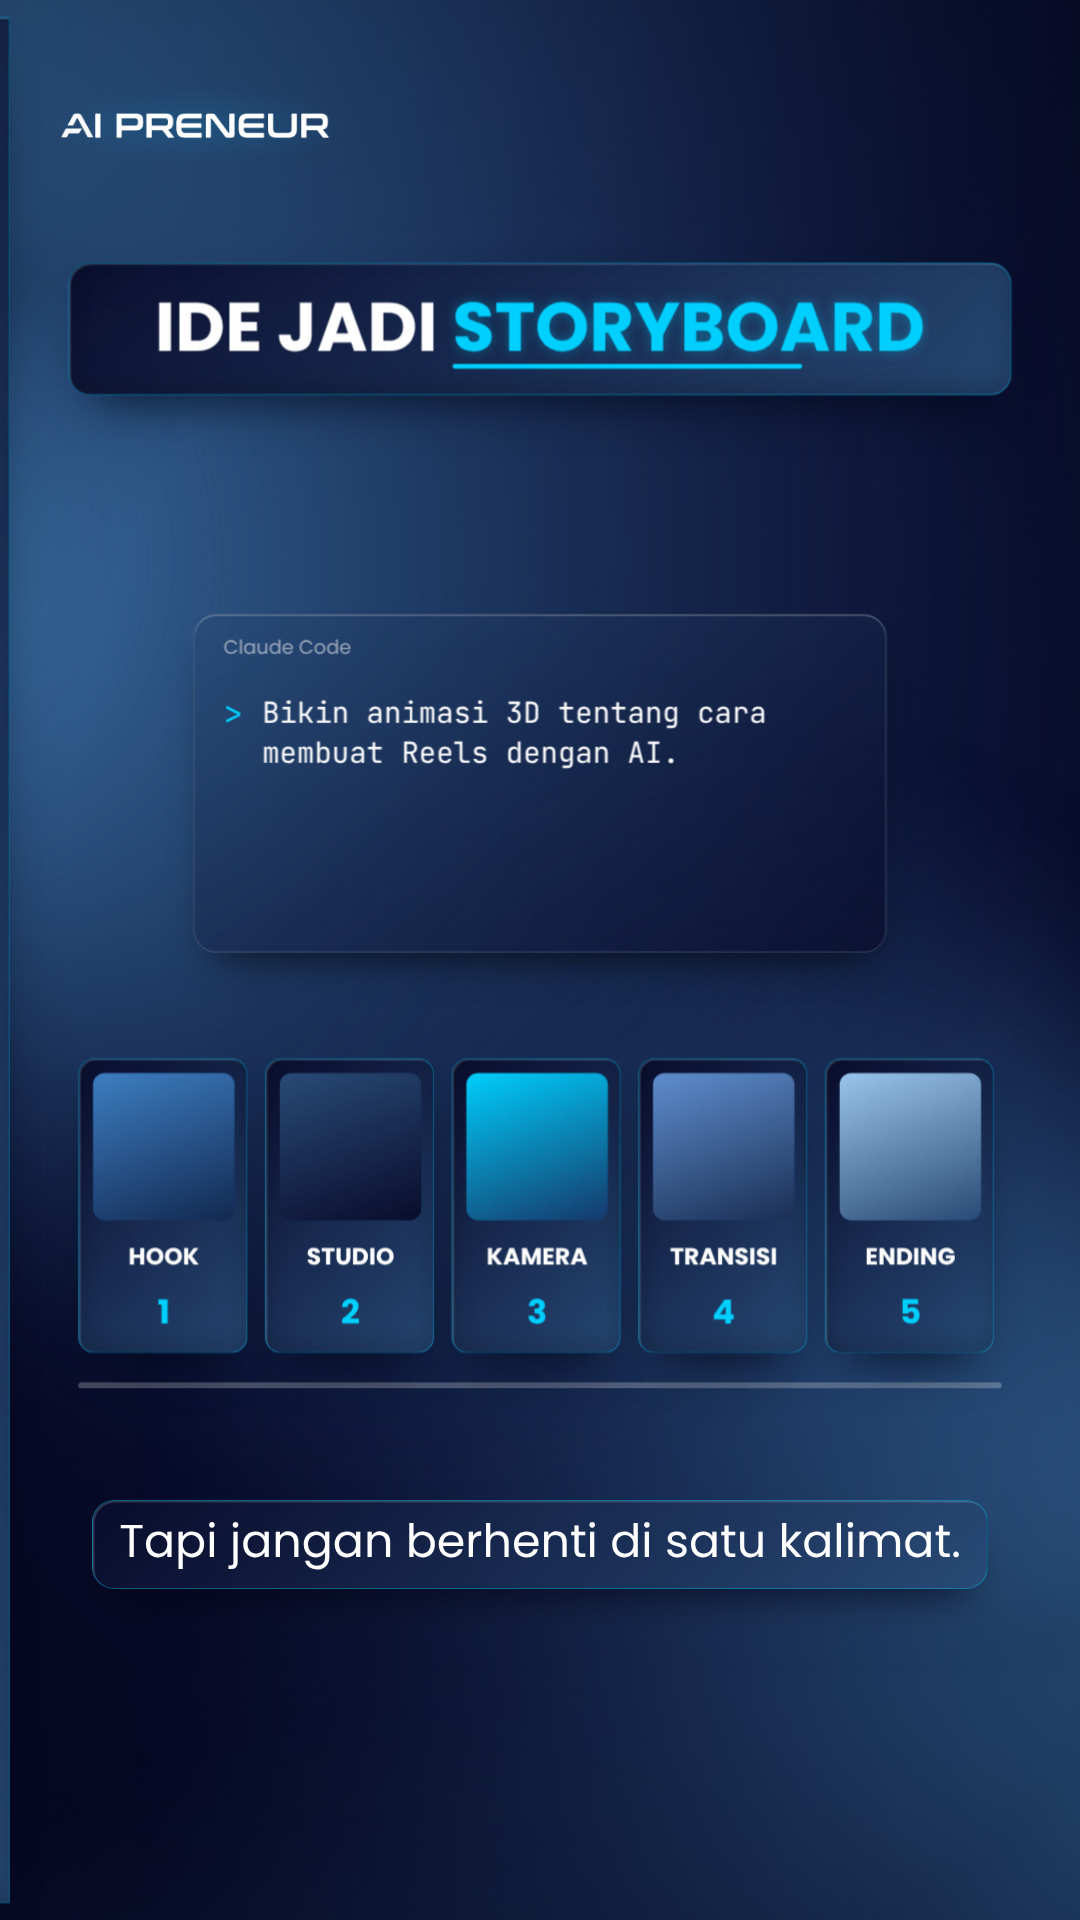 AI PRENEUR
IDE JADI STORYBOARD
Claude Code
> Bikin animasi 3D tentang cara
membuat Reels dengan AI.
HOOK
1
STUDIO
2
KAMERA
3
TRANSISI
4
ENDING
5
Tapi jangan berhenti di satu kalimat.